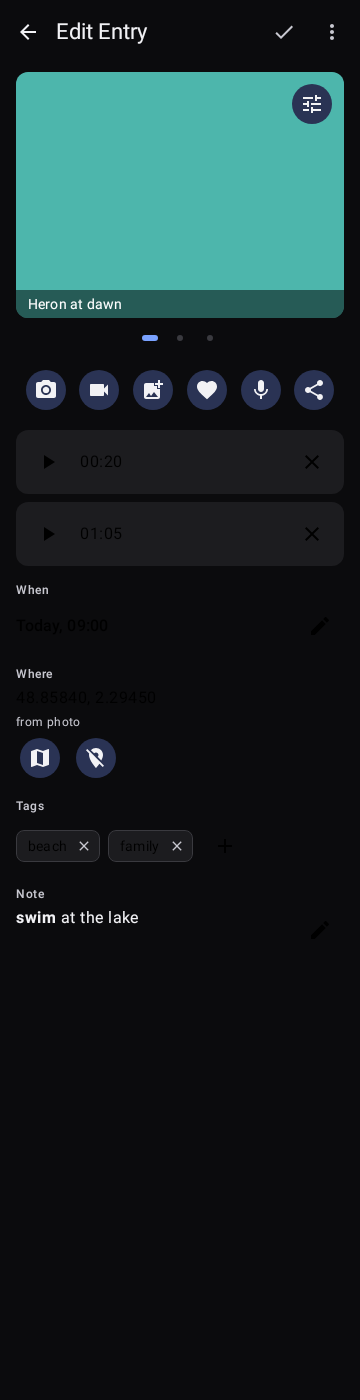 Edit Entry
Heron at dawn
00:20
01:05
When
Today, 09:00
Where
48.85840, 2.29450
from photo
Tags
beach family
Note
swim at the lake